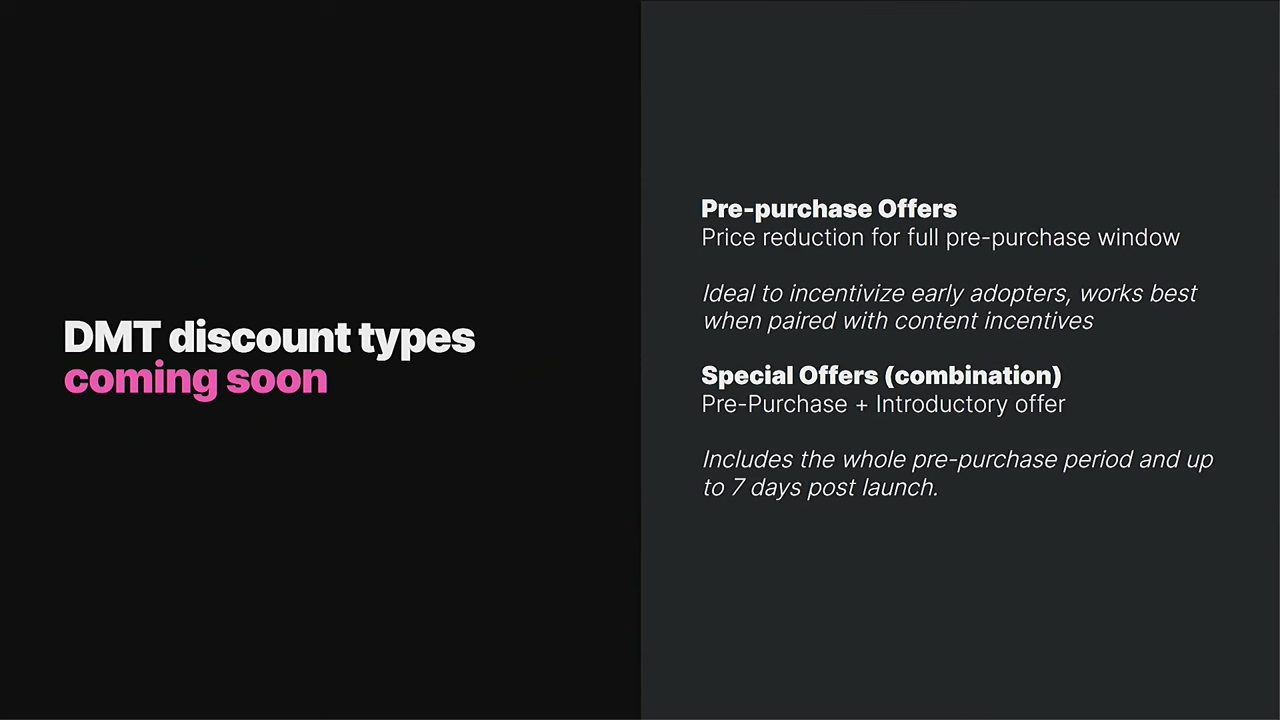 DMT discount types
coming soon
Pre-purchase Offers
Price reduction for full pre-purchase window
Ideal to incentivize early adopters, works best
when paired with content incentives
Special Offers (combination)
Pre-Purchase + Introductory offer
Includes the whole pre-purchase period and up
to 7 days post launch.